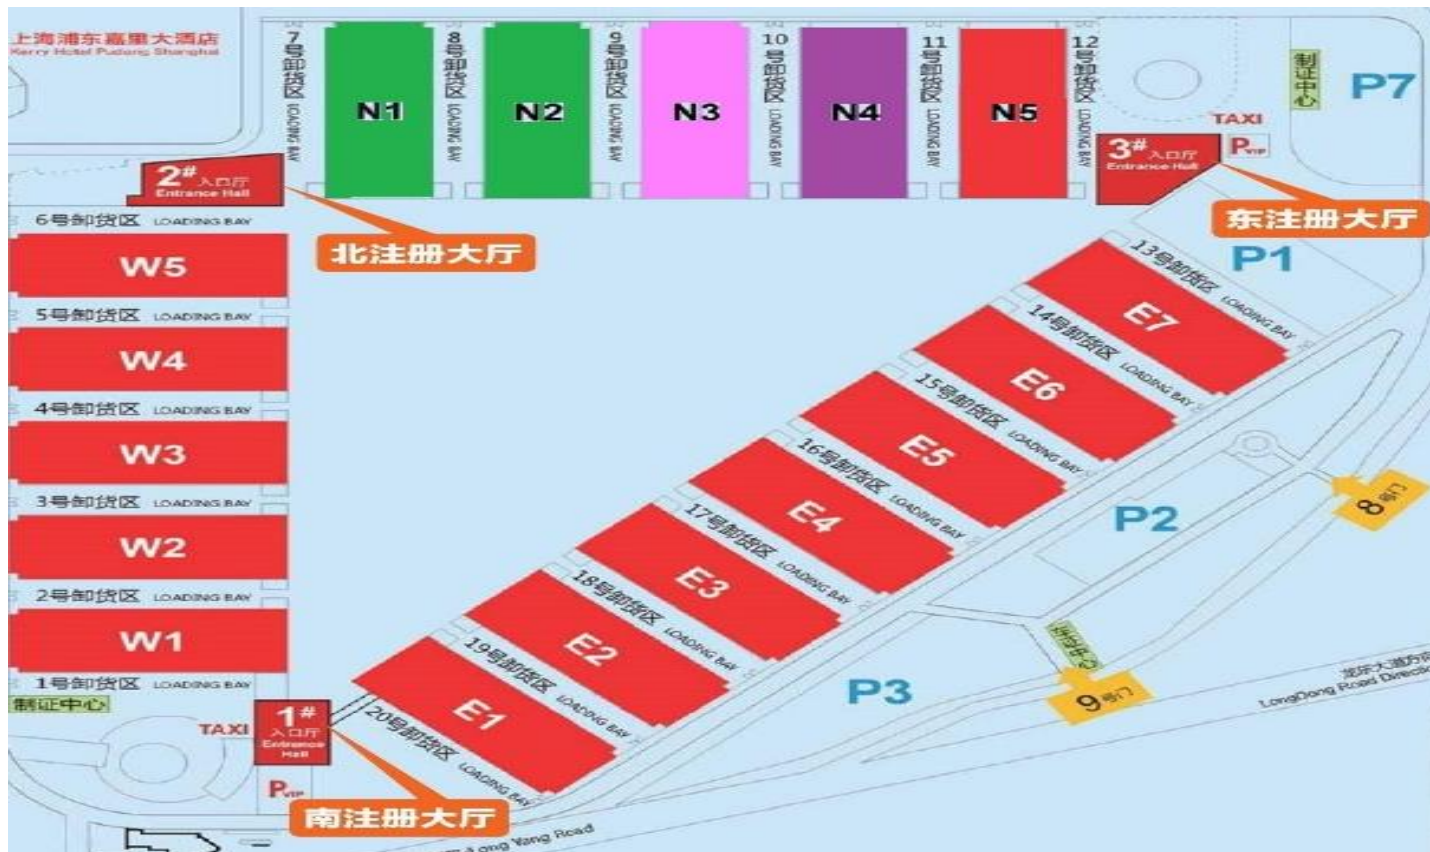 上海浦东嘉里大酒店
Kerry Hotel Pudong Shanghai
7号卸货区 LOADING BAY
N1
8号卸货区 LOADING BAY
N2
9号卸货区 LOADING BAY
N3
10号卸货区 LOADING BAY
N4
11号卸货区 LOADING BAY
N5
12号卸货区 LOADING BAY
制证中心
P7
TAXI
PVIP
3#入口厅
Entrance Hall
东注册大厅
P1
2#入口厅
Entrance Hall
北注册大厅
6号卸货区 LOADING BAY
W5
5号卸货区 LOADING BAY
W4
4号卸货区 LOADING BAY
W3
3号卸货区 LOADING BAY
W2
2号卸货区 LOADING BAY
W1
1号卸货区 LOADING BAY
制证中心
TAXI
1#
入口厅
Entrance
Hall
PVIP
南注册大厅
13号卸货区 LOADING BAY
E7
14号卸货区 LOADING BAY
E6
15号卸货区 LOADING BAY
E5
16号卸货区 LOADING BAY
E4
17号卸货区 LOADING BAY
E3
18号卸货区 LOADING BAY
E2
19号卸货区 LOADING BAY
E1
20号卸货区 LOADING BAY
P2
P3
8号门
9号门
龙东大道方向
LongDong Road Directio
Long Yang Road